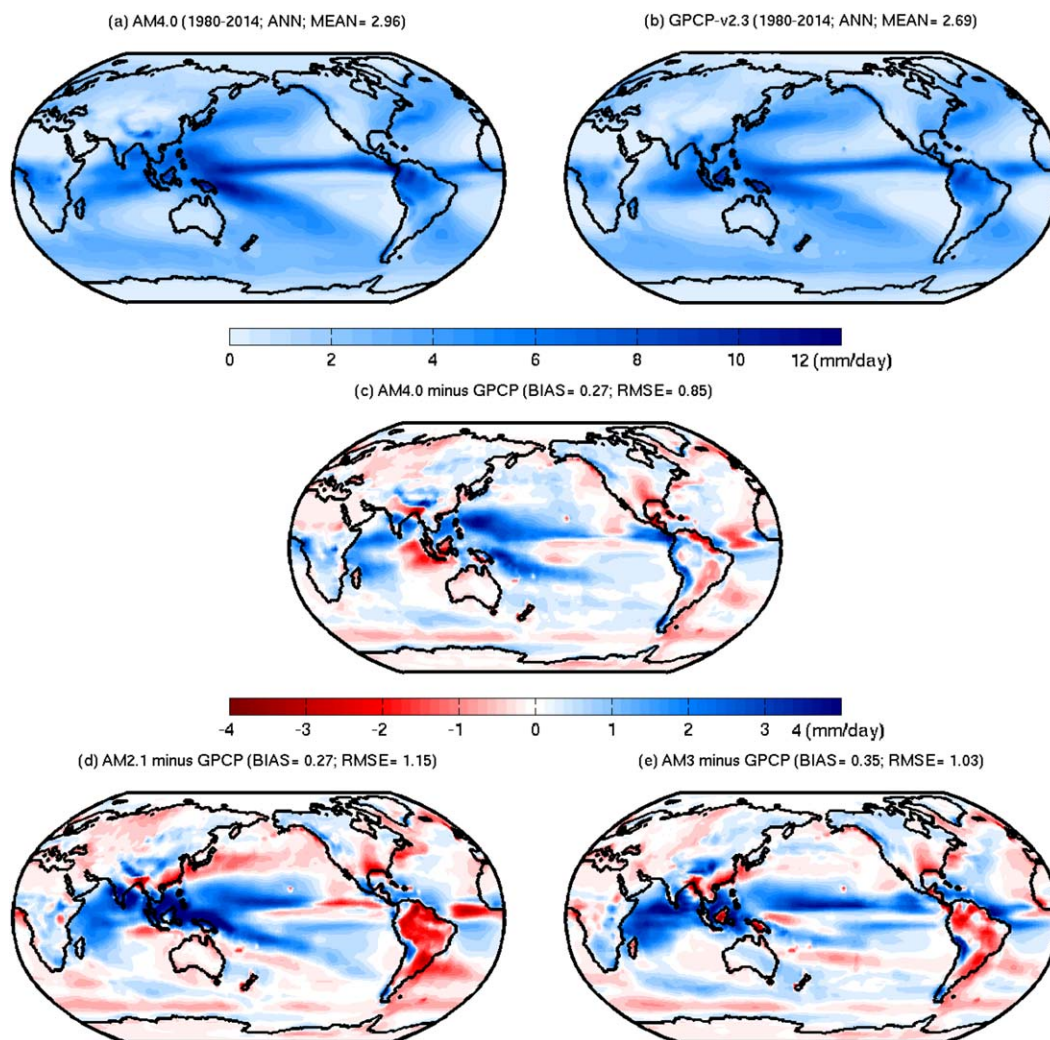 (a) AM4.0 (1980-2014; ANN; MEAN= 2.96)
(b) GPCP-v2.3 (1980-2014; ANN; MEAN= 2.69)
0 2 4 6 8 10 12 (mm/day)
(c) AM4.0 minus GPCP (BIAS= 0.27; RMSE= 0.85)
-4 -3 -2 -1 0 1 2 3 4 (mm/day)
(d) AM2.1 minus GPCP (BIAS= 0.27; RMSE= 1.15)
(e) AM3 minus GPCP (BIAS= 0.35; RMSE= 1.03)